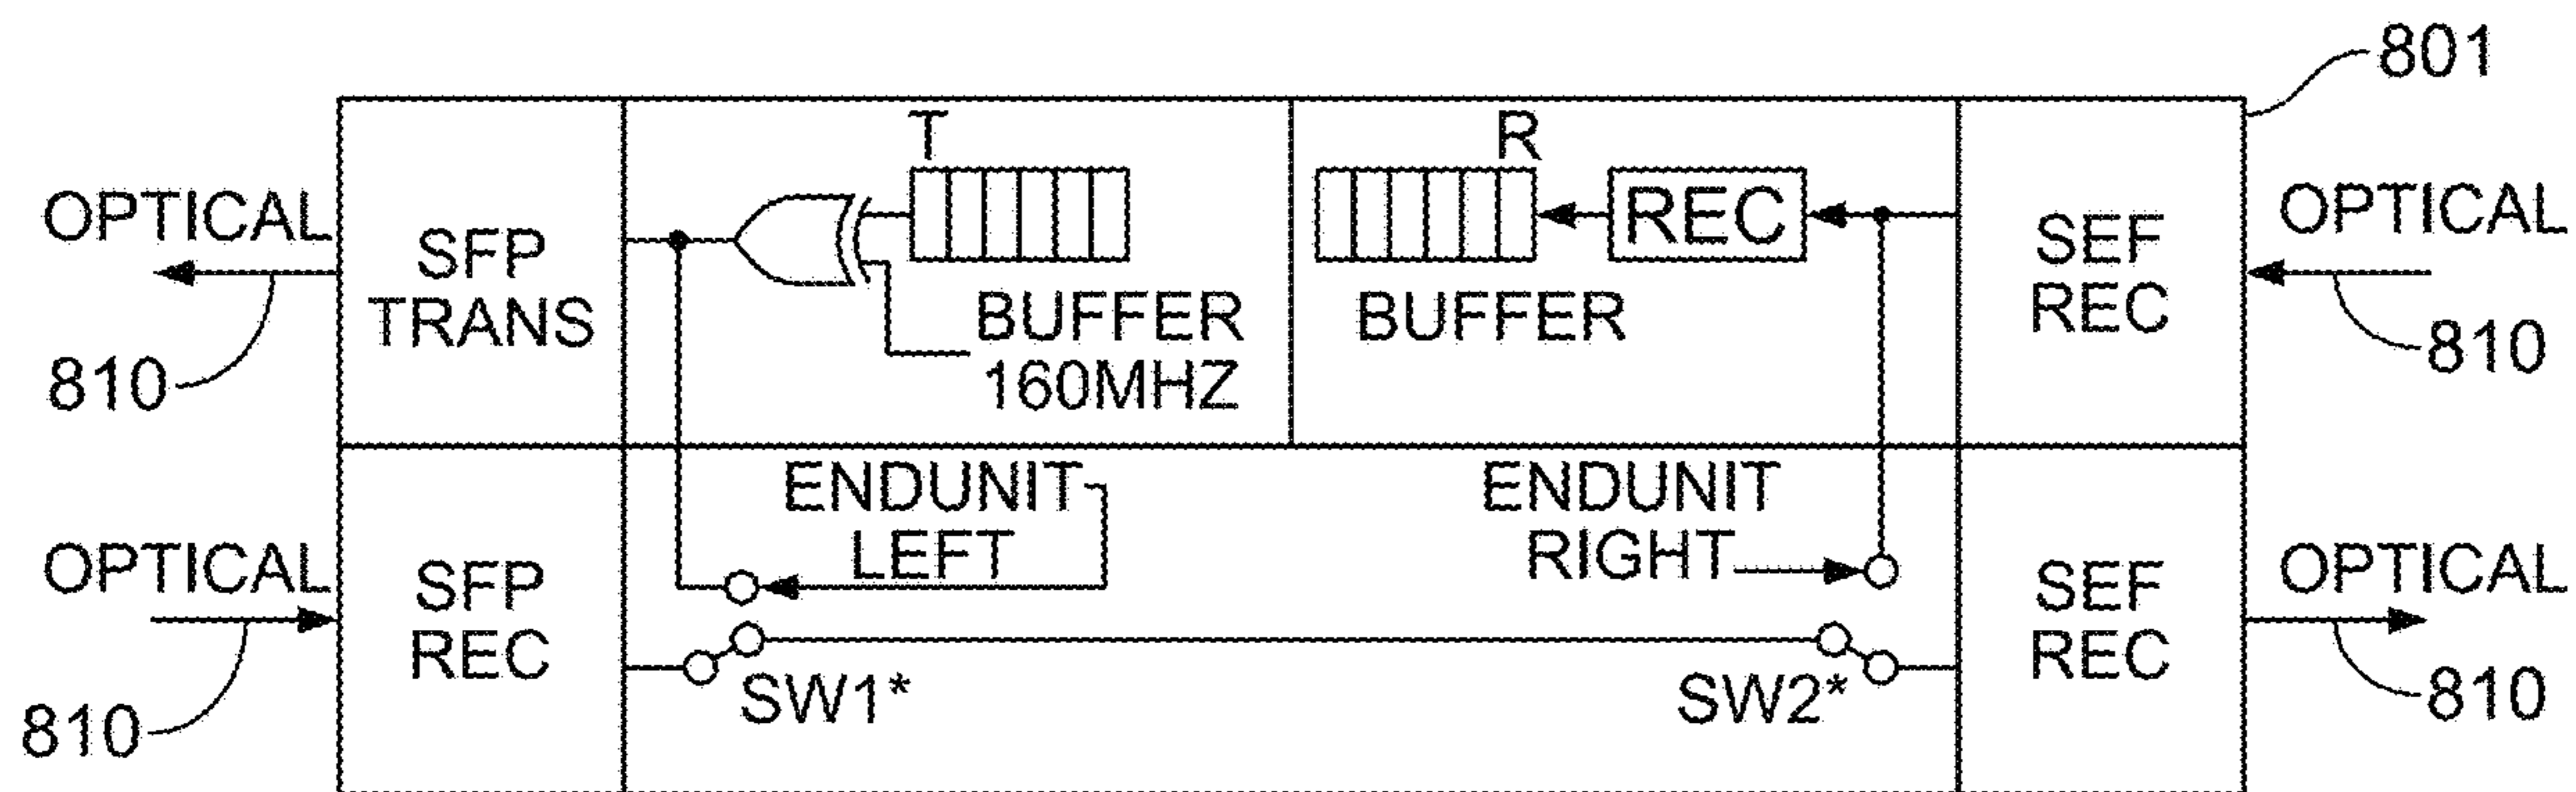 801
T
R
OPTICAL
SFP
TRANS
BUFFER
160MHZ
BUFFER
REC
SEF
REC
OPTICAL
810
810
OPTICAL
SFP
REC
ENDUNIT
LEFT
ENDUNIT
RIGHT
SEF
REC
OPTICAL
SW1*
SW2*
810
810